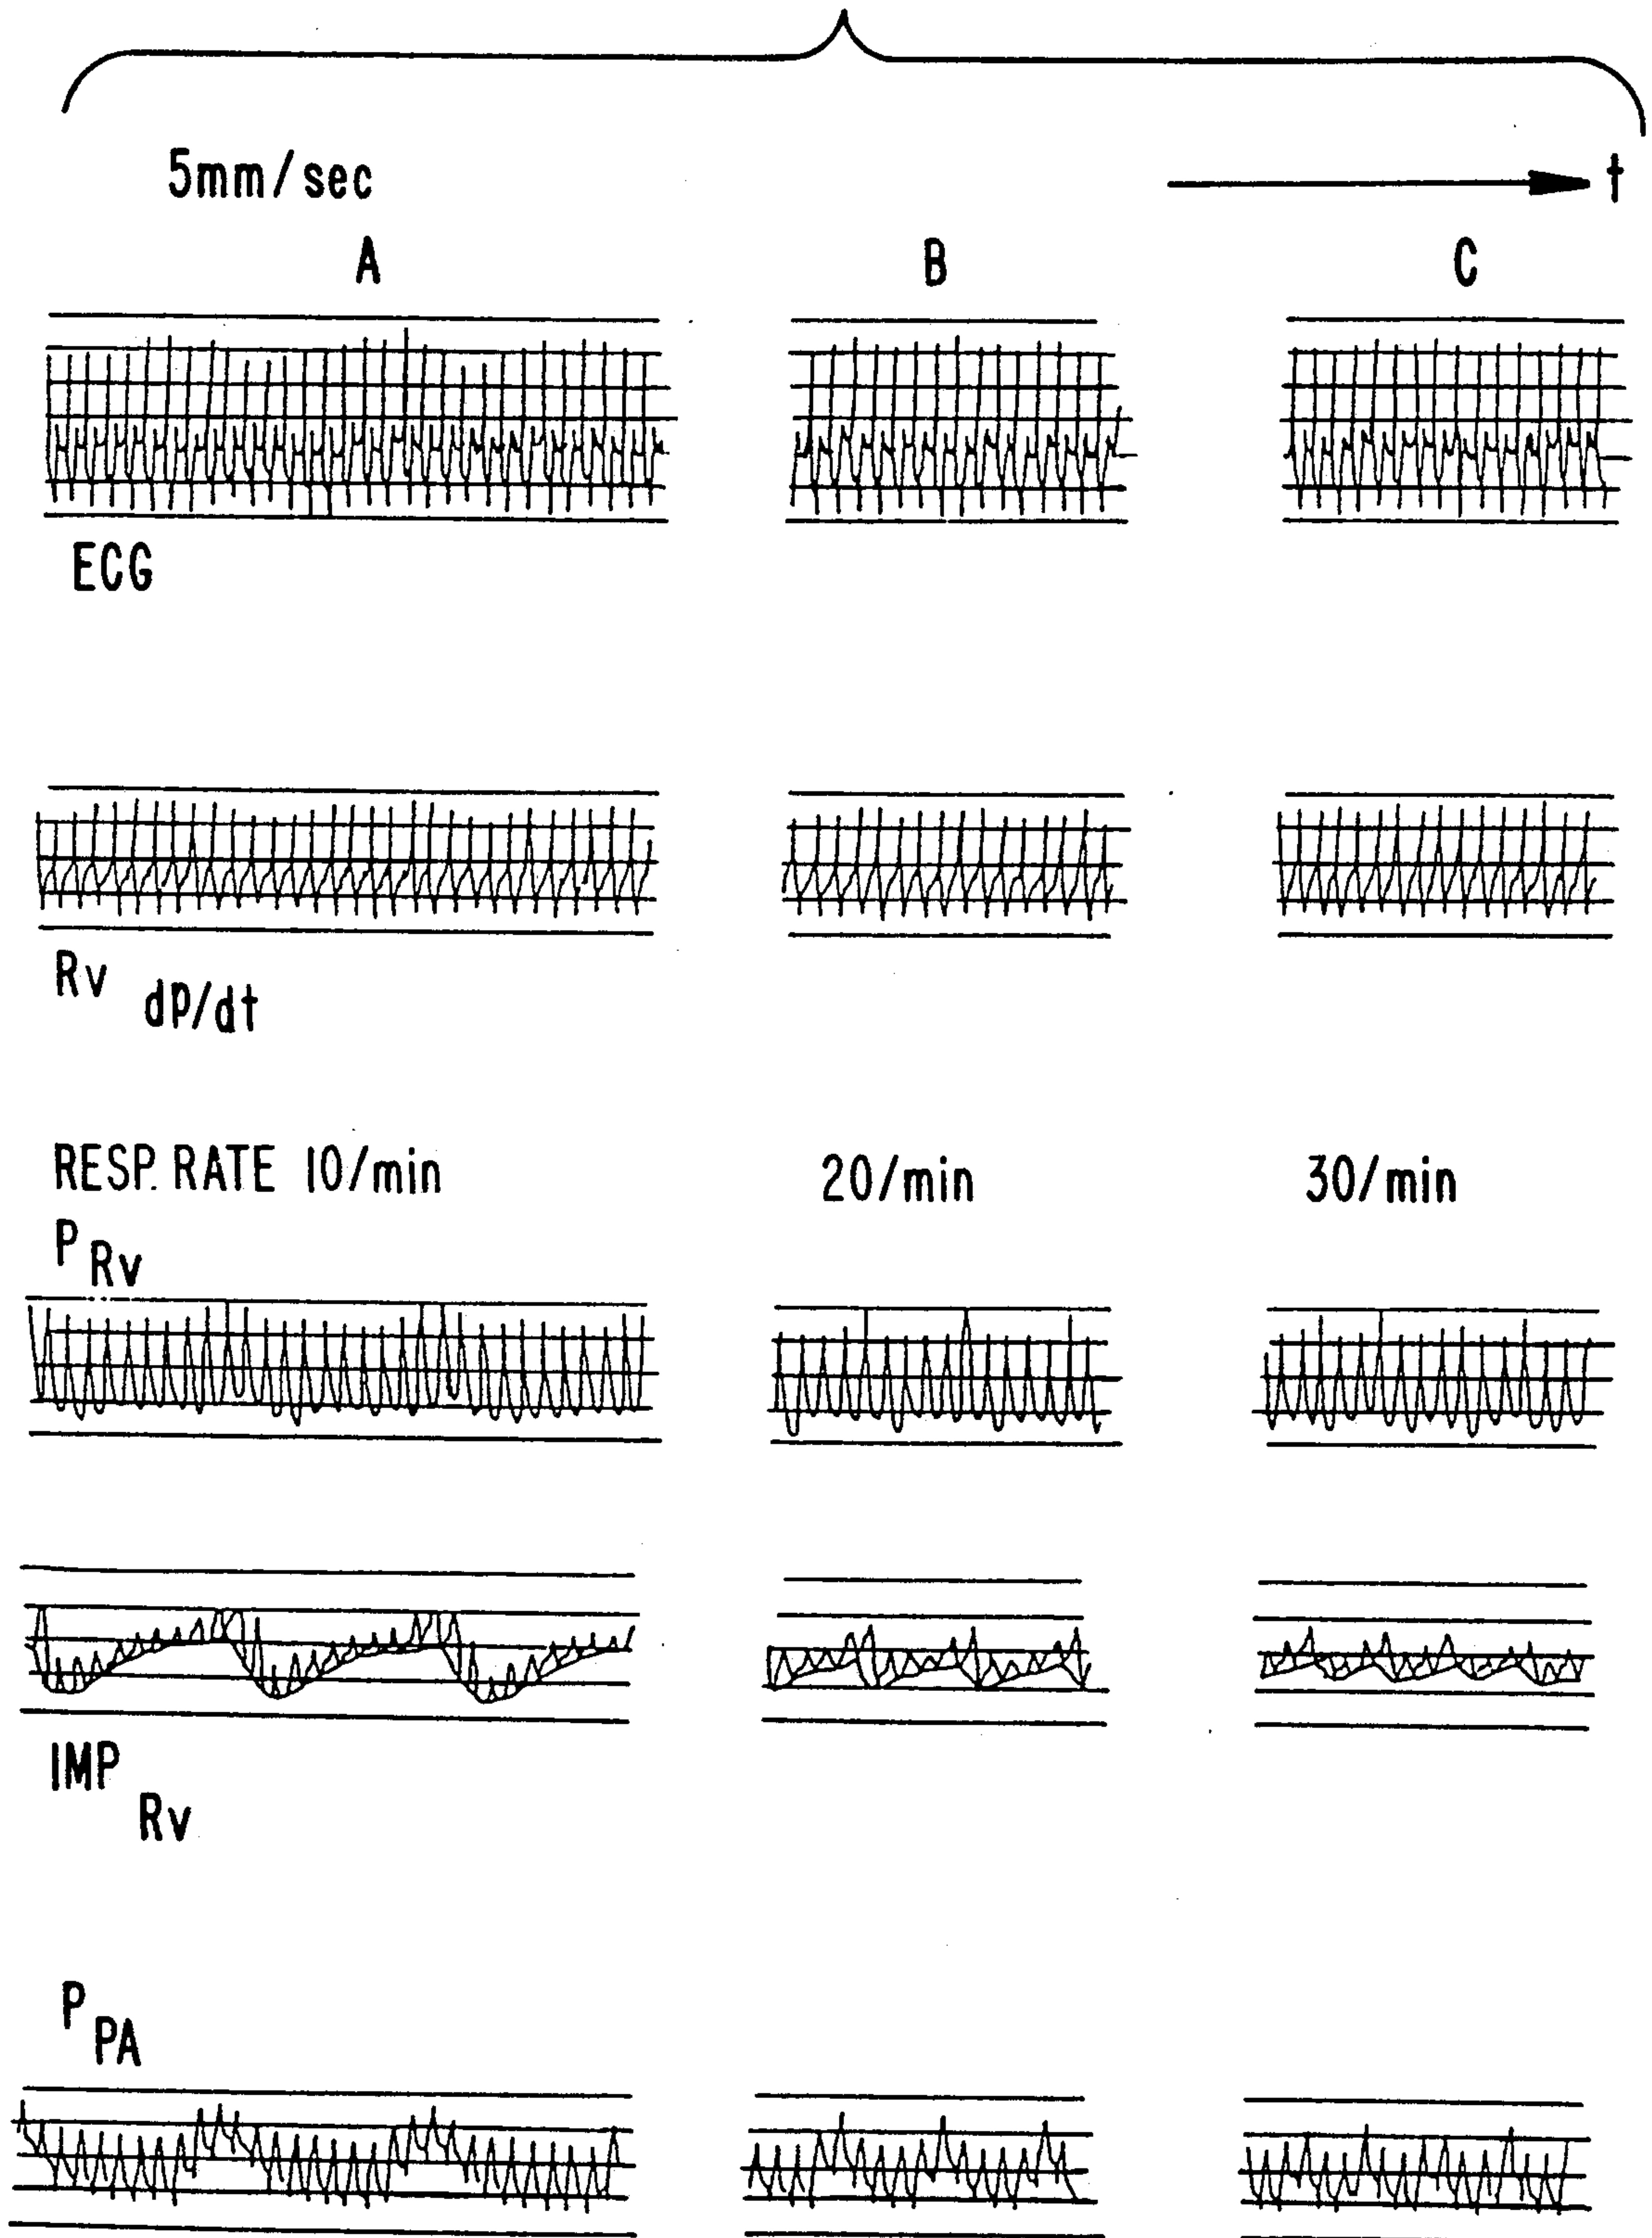 5mm/sec
t
A B C
ECG
Rv dp/dt
RESP. RATE 10/min 20/min 30/min
P Rv
IMP Rv
P PA